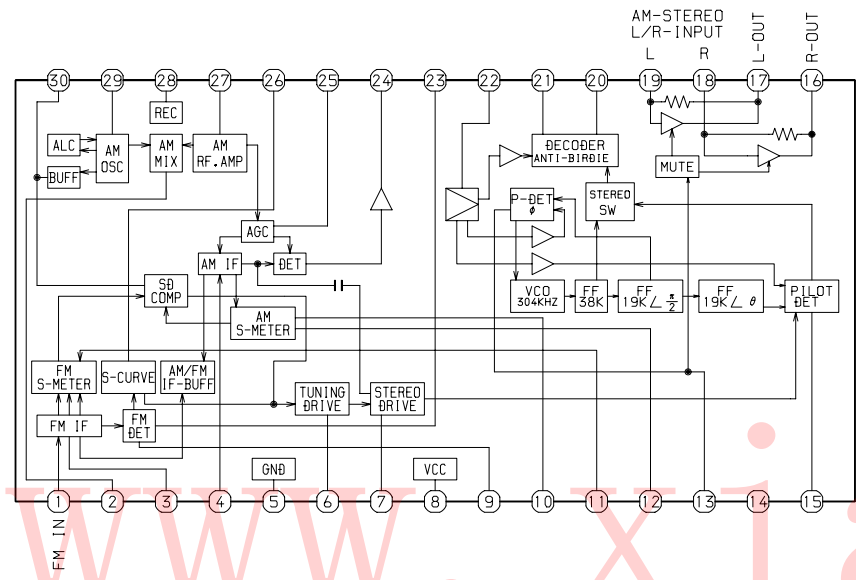 AM-STEREO
L/R-INPUT
L R
L-OUT
R-OUT
30 29 28 27 26 25 24 23 22 21 20 19 18 17 16
REC
ALC
AM
OSC
AM
MIX
AM
RF.AMP
BUFF
DECODER
ANTI-BIRDIE
MUTE
P-DET
φ
STEREO
SW
AGC
AM IF
DET
SD
COMP
AM
S-METER
VCO
304KHZ
FF
38K
FF
19K∠ π/2
FF
19K∠ θ
PILOT
DET
FM
S-METER
S-CURVE
AM/FM
IF-BUFF
TUNING
DRIVE
STEREO
DRIVE
FM IF
FM
DET
GND
VCC
1 2 3 4 5 6 7 8 9 10 11 12 13 14 15
FM IN
www.xia